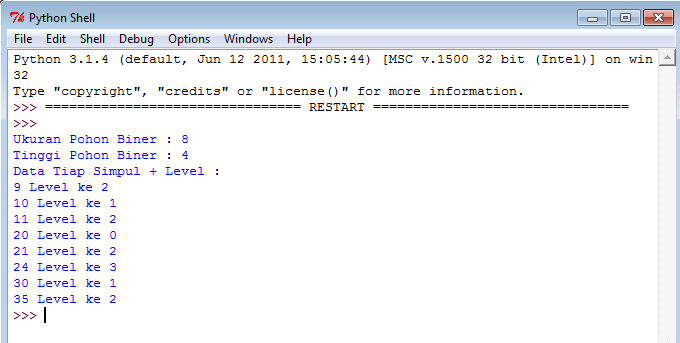 Python Shell
File Edit Shell Debug Options Windows Help
Python 3.1.4 (default, Jun 12 2011, 15:05:44) [MSC v.1500 32 bit (Intel)] on win
32
Type "copyright", "credits" or "license()" for more information.
>>> ================================ RESTART ================================
>>>
Ukuran Pohon Biner : 8
Tinggi Pohon Biner : 4
Data Tiap Simpul + Level :
9 Level ke 2
10 Level ke 1
11 Level ke 2
20 Level ke 0
21 Level ke 2
24 Level ke 3
30 Level ke 1
35 Level ke 2
>>>